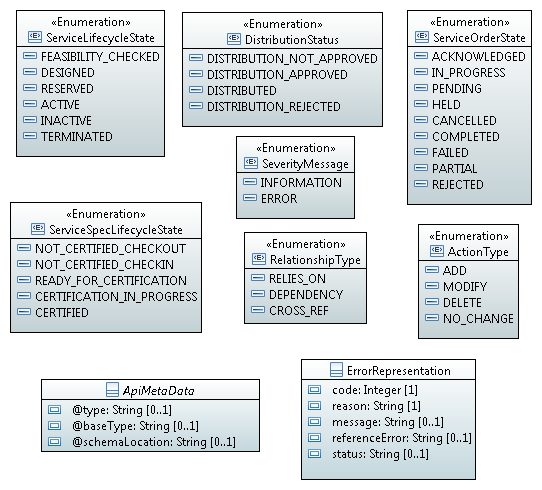 «Enumeration»
ServiceLifecycleState
FEASIBILITY_CHECKED
DESIGNED
RESERVED
ACTIVE
INACTIVE
TERMINATED
«Enumeration»
DistributionStatus
DISTRIBUTION_NOT_APPROVED
DISTRIBUTION_APPROVED
DISTRIBUTED
DISTRIBUTION_REJECTED
«Enumeration»
ServiceOrderState
ACKNOWLEDGED
IN_PROGRESS
PENDING
HELD
CANCELLED
COMPLETED
FAILED
PARTIAL
REJECTED
«Enumeration»
SeverityMessage
INFORMATION
ERROR
«Enumeration»
ServiceSpecLifecycleState
NOT_CERTIFIED_CHECKOUT
NOT_CERTIFIED_CHECKIN
READY_FOR_CERTIFICATION
CERTIFICATION_IN_PROGRESS
CERTIFIED
«Enumeration»
RelationshipType
RELIES_ON
DEPENDENCY
CROSS_REF
«Enumeration»
ActionType
ADD
MODIFY
DELETE
NO_CHANGE
ApiMetaData
@type: String [0..1]
@baseType: String [0..1]
@schemaLocation: String [0..1]
ErrorRepresentation
code: Integer [1]
reason: String [1]
message: String [0..1]
referenceError: String [0..1]
status: String [0..1]